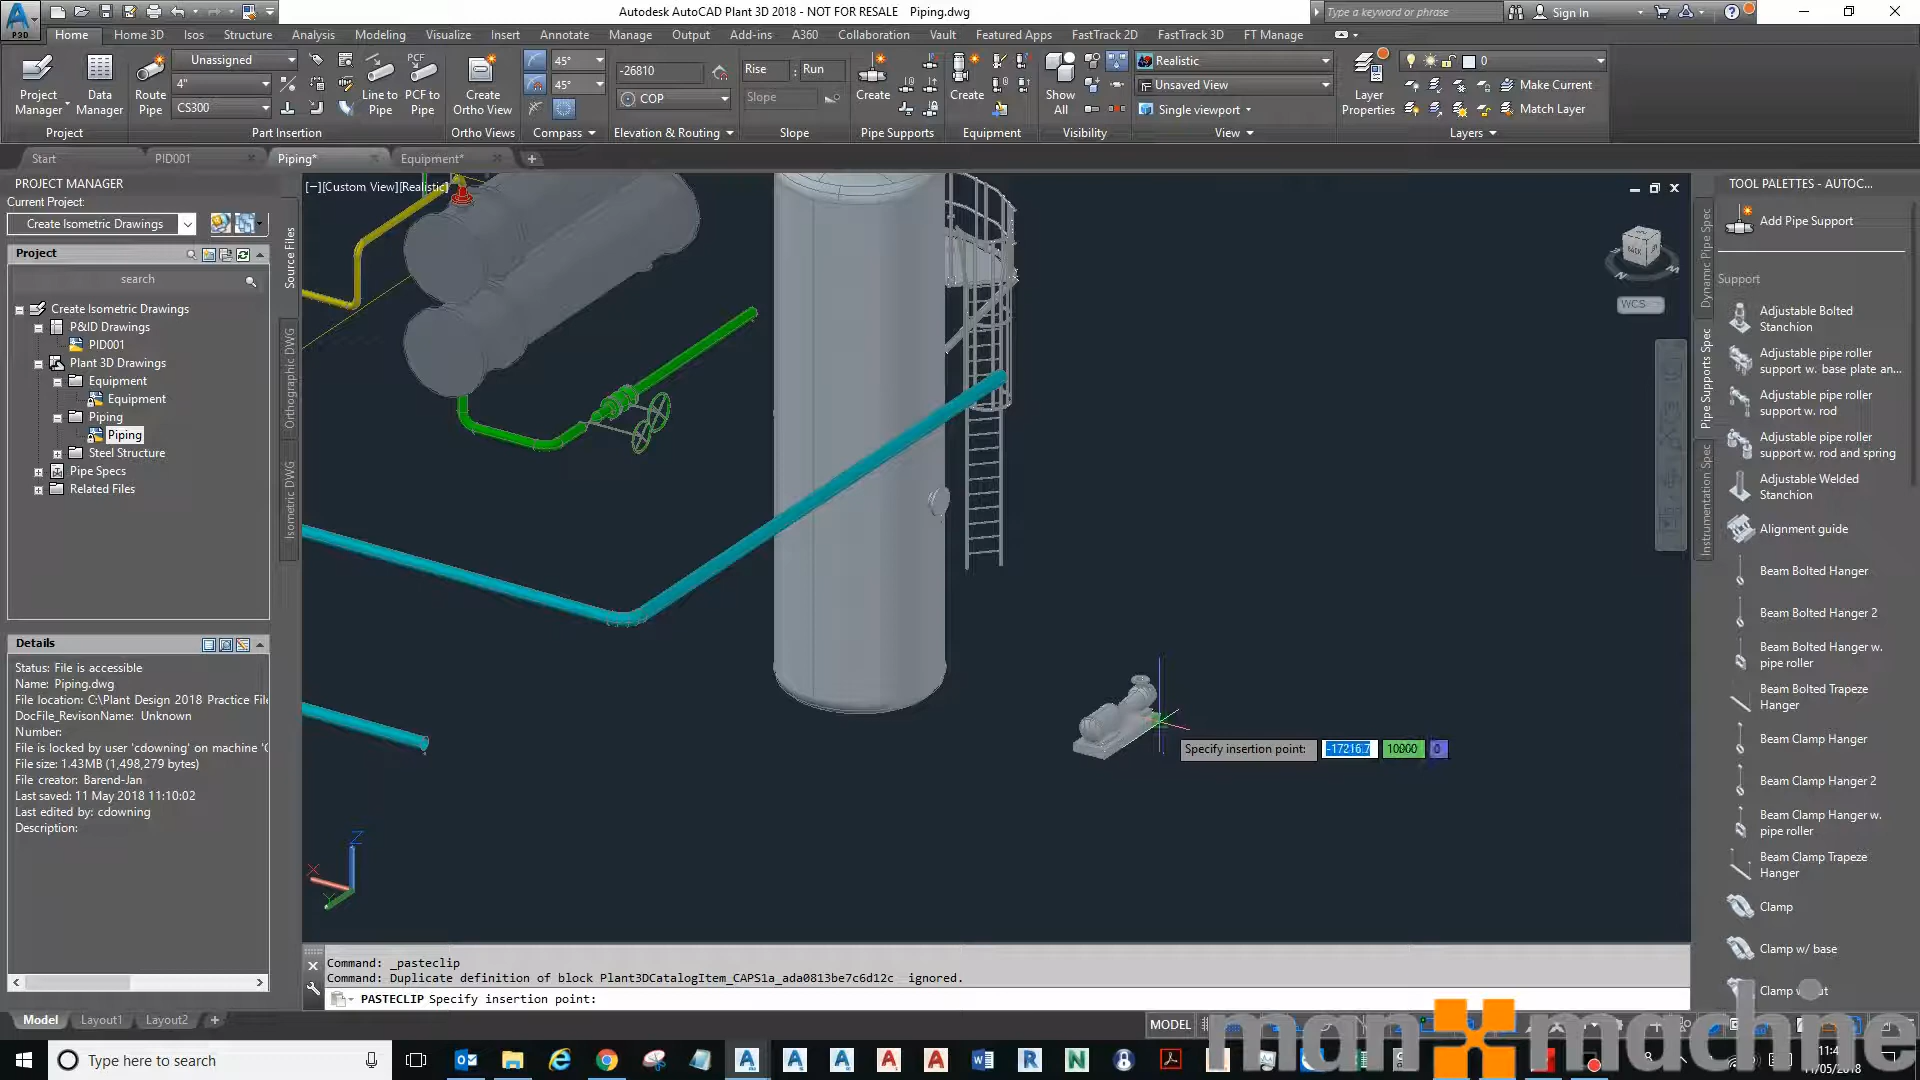 Autodesk AutoCAD Plant 3D 2018 - NOT FOR RESALE Piping.dwg
Type a keyword or phrase
Sign In
P3D
Home Home 3D Isos Structure Analysis Modeling Visualize Insert Annotate Manage Output Add-ins A360 Collaboration Vault Featured Apps FastTrack 2D FastTrack 3D FT Manage
Project Manager
Data Manager
Project
Route Pipe
Unassigned
4"
CS300
Line to Pipe
PCF
PCF to Pipe
Part Insertion
Create Ortho View
Ortho Views
45°
45°
Compass
-26810
COP
Elevation & Routing
Rise : Run
Slope
Slope
Create
Pipe Supports
Create
Equipment
Show All
Visibility
Realistic
Unsaved View
Single viewport
View
Layer Properties
0
Make Current
Match Layer
Layers
Start PID001 Piping* Equipment*
PROJECT MANAGER
Current Project:
Create Isometric Drawings
Project
search
Create Isometric Drawings
P&ID Drawings
PID001
Plant 3D Drawings
Equipment
Equipment
Piping
Piping
Steel Structure
Pipe Specs
Related Files
Source Files
Orthographic DWG
Isometric DWG
Details
Status: File is accessible
Name: Piping.dwg
File location: C:\Plant Design 2018 Practice Fil
DocFile_RevisonName: Unknown
Number:
File is locked by user 'cdowning' on machine '
File size: 1.43MB (1,498,279 bytes)
File creator: Barend-Jan
Last saved: 11 May 2018 11:10:02
Last edited by: cdowning
Description:
[−][Custom View][Realistic]
BACK
WCS
Specify insertion point: -17216.7 10900 0
Z
X
Y
Command: _pasteclip
Command: Duplicate definition of block Plant3DCatalogItem_CAPS1a_ada0813be7c6d12c ignored.
PASTECLIP Specify insertion point:
Model Layout1 Layout2 +
MODEL
TOOL PALETTES - AUTOC...
Dynamic Pipe Spec
Pipe Supports Spec
Instrumentation Spec
Add Pipe Support
Support
Adjustable Bolted Stanchion
Adjustable pipe roller support w. base plate an...
Adjustable pipe roller support w. rod
Adjustable pipe roller support w. rod and spring
Adjustable Welded Stanchion
Alignment guide
Beam Bolted Hanger
Beam Bolted Hanger 2
Beam Bolted Hanger w. pipe roller
Beam Bolted Trapeze Hanger
Beam Clamp Hanger
Beam Clamp Hanger 2
Beam Clamp Hanger w. pipe roller
Beam Clamp Trapeze Hanger
Clamp
Clamp w/ base
man machine
Type here to search
11:4
11/05/2018